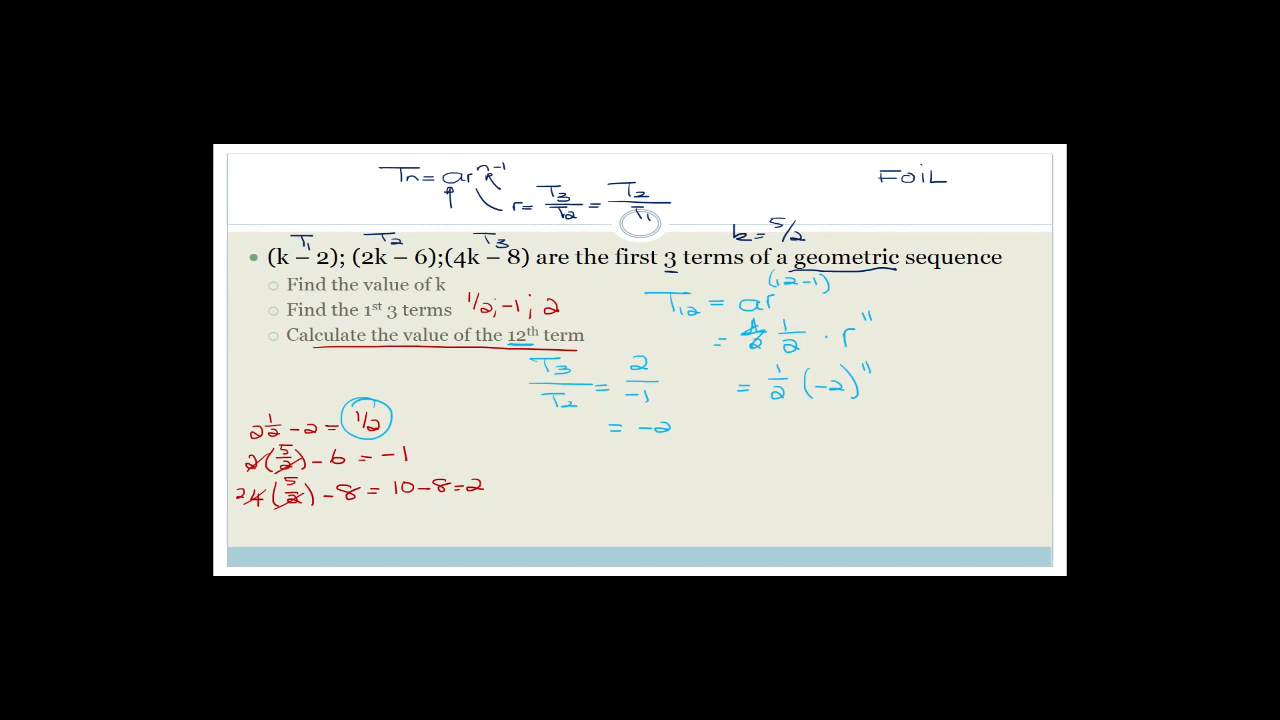 Tn = ar^(n-1)
FOIL
r = T3/T2 = T2/T1
k = 5/2
T1 T2 T3
• (k – 2); (2k – 6);(4k – 8) are the first 3 terms of a geometric sequence
○ Find the value of k
○ Find the 1st 3 terms 1/2; -1; 2
○ Calculate the value of the 12th term
T12 = ar^(12-1)
= 1/2 · r^11
= 1/2 (-2)^11
T3/T2 = 2/-1
= -2
2 1/2 - 2 = 1/2
2(5/2) - 6 = -1
2 4(5/2) - 8 = 10 - 8 = 2